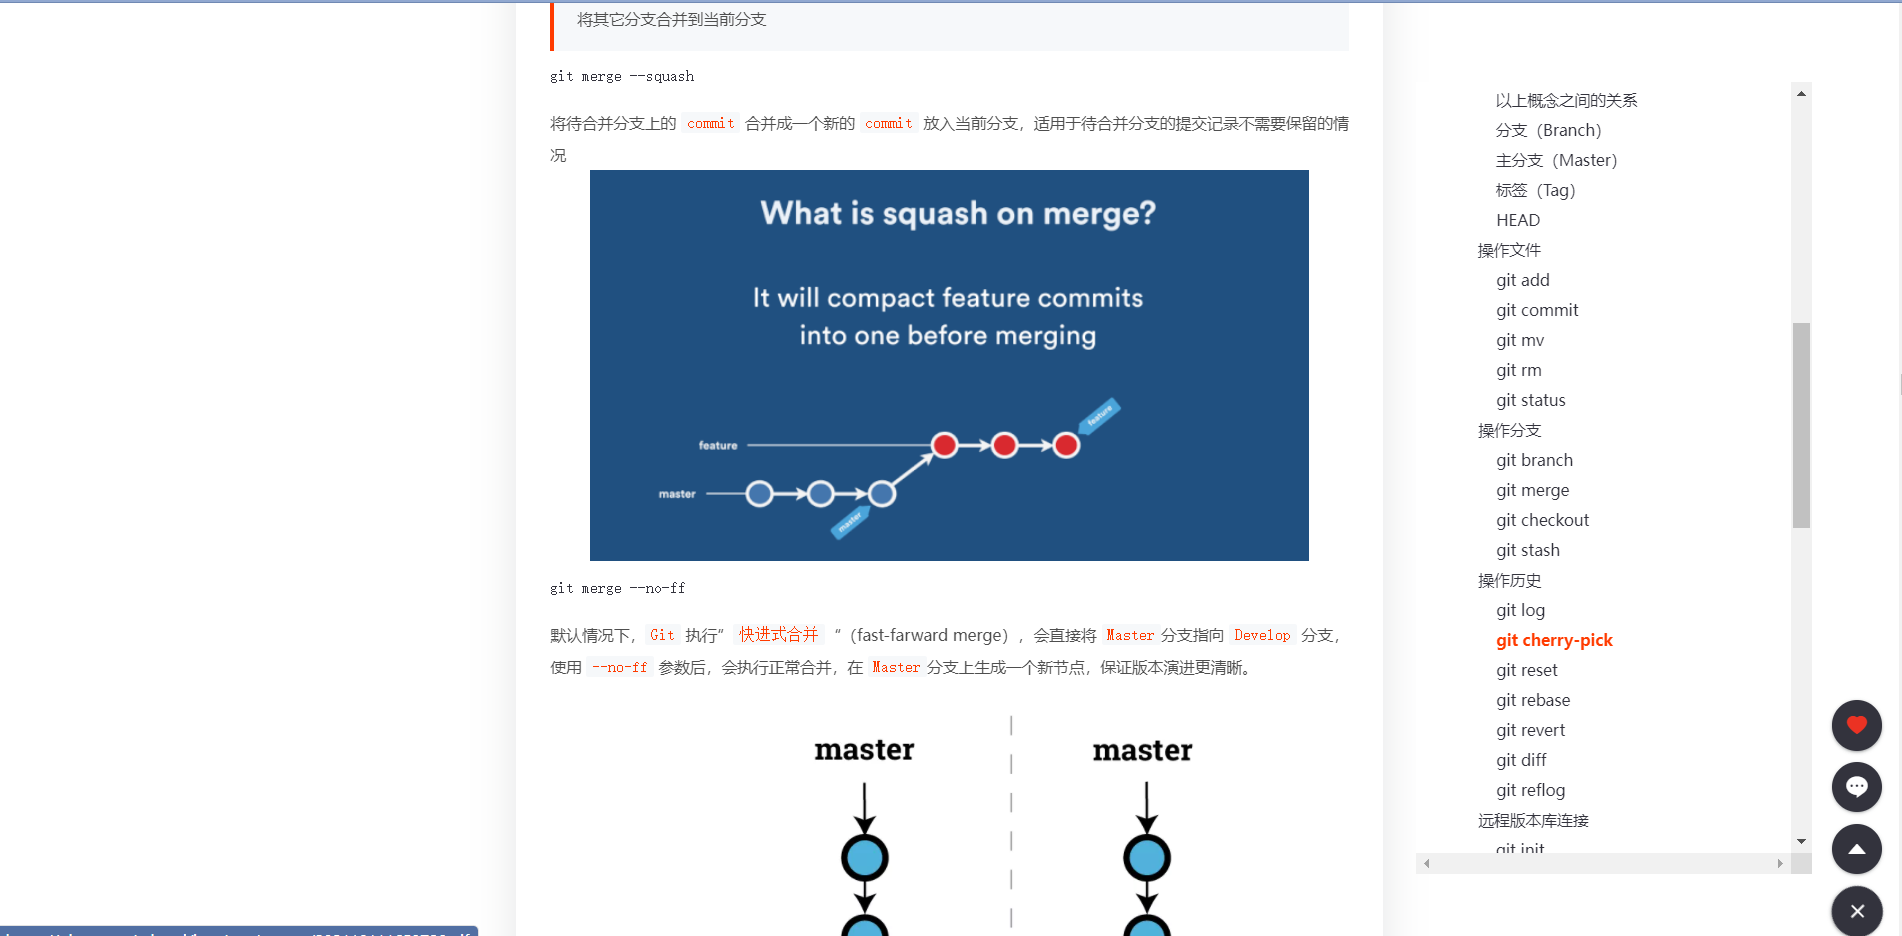 将其它分支合并到当前分支
git merge --squash
将待合并分支上的 commit 合并成一个新的 commit 放入当前分支，适用于待合并分支的提交记录不需要保留的情
况
What is squash on merge?
It will compact feature commits
into one before merging
feature
feature
master
master
git merge --no-ff
默认情况下， Git 执行” 快进式合并 “（fast-farward merge），会直接将 Master 分支指向 Develop 分支，
使用 --no-ff 参数后，会执行正常合并，在 Master 分支上生成一个新节点，保证版本演进更清晰。
master
master
以上概念之间的关系
分支（Branch）
主分支（Master）
标签（Tag）
HEAD
操作文件
git add
git commit
git mv
git rm
git status
操作分支
git branch
git merge
git checkout
git stash
操作历史
git log
git cherry-pick
git reset
git rebase
git revert
git diff
git reflog
远程版本库连接
git init